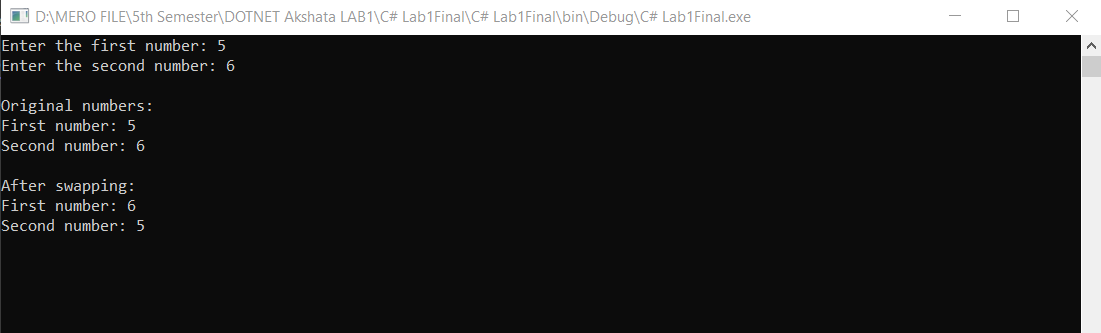 D:\MERO FILE\5th Semester\DOTNET Akshata LAB1\C# Lab1Final\C# Lab1Final\bin\Debug\C# Lab1Final.exe
Enter the first number: 5
Enter the second number: 6
Original numbers:
First number: 5
Second number: 6
After swapping:
First number: 6
Second number: 5